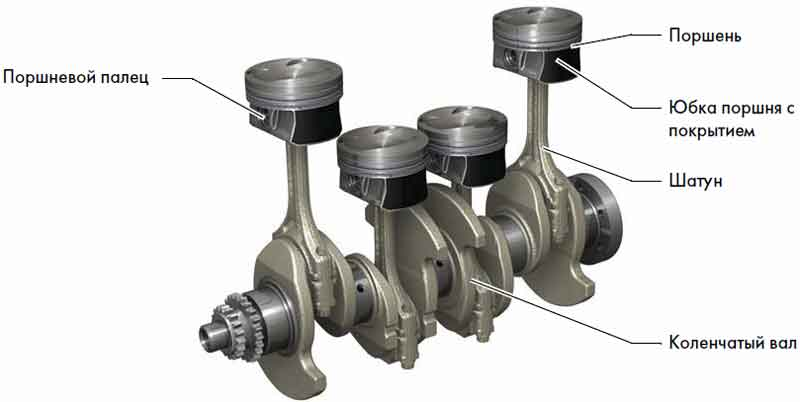 Поршень
Поршневой палец
Юбка поршня с
покрытием
Шатун
Коленчатый вал